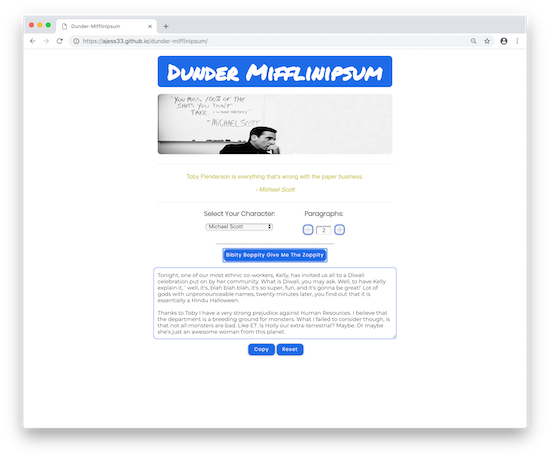 Dunder-Mifflinipsum
https://ajess33.github.io/dunder-mifflinipsum/
Dunder Mifflinipsum
"YOU MISS 100% OF THE
SHOTS YOU DON'T
TAKE. - WAYNE GRETZKY"
- MICHAEL SCOTT
Toby Flenderson is everything that's wrong with the paper business.
- Michael Scott
Select Your Character:
Paragraphs:
Michael Scott
2
Bibity Boppity Give Me The Zoppity
Tonight, one of our most ethnic co-workers, Kelly, has invited us all to a Diwali
celebration put on by her community. What is Diwali, you may ask. Well, to have Kelly
explain it, ' well, it's, blah blah blah, it's so super, fun, and it's gonna be great!' Lot of
gods with unpronounceable names, twenty minutes later, you find out that it is
essentially a Hindu Halloween.
Thanks to Toby I have a very strong prejudice against Human Resources. I believe that
the department is a breeding ground for monsters. What I failed to consider though, is
that not all monsters are bad. Like ET. Is Holly our extra-terrestrial? Maybe. Or maybe
she's just an awesome woman from this planet.
Copy
Reset